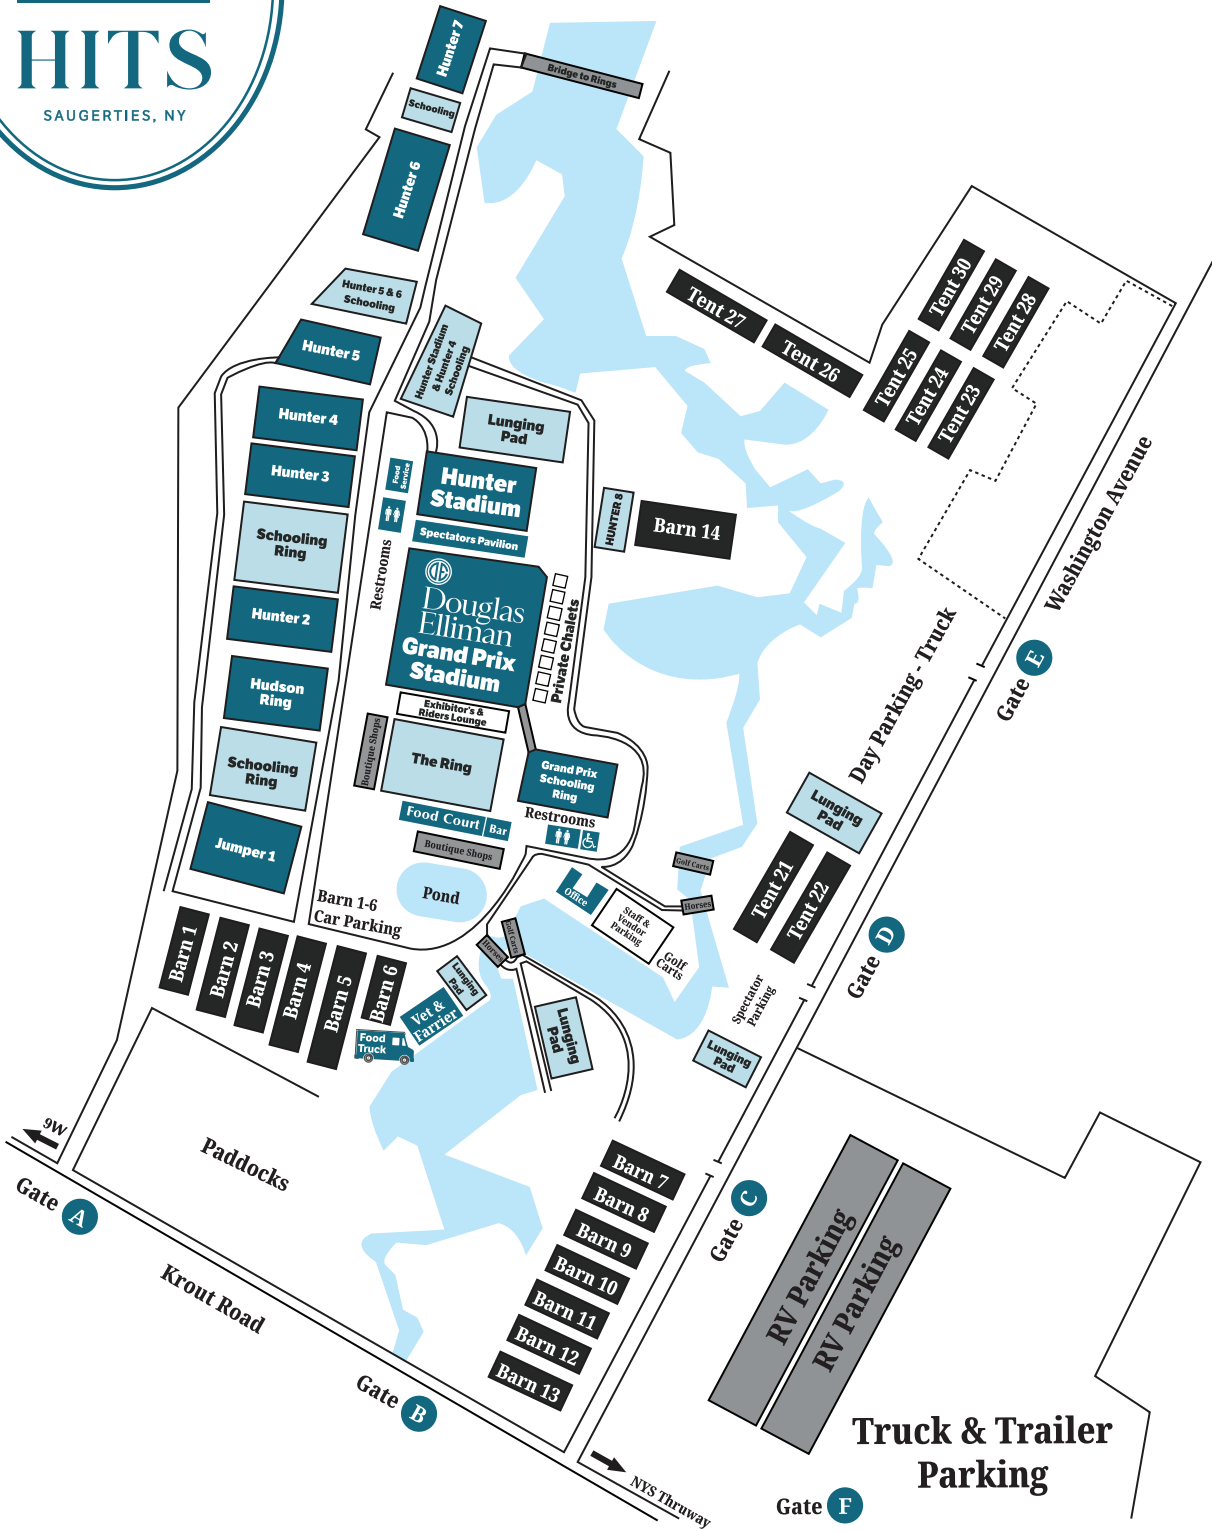 HITS
SAUGERTIES, NY
Hunter 7
Schooling
Bridge to Rings
Hunter 6
Hunter 5 & 6
Schooling
Hunter 5
Hunter Stadium
& Hunter 4
Schooling
Hunter 4
Lunging
Pad
Hunter 3
Food
Service
Hunter
Stadium
Spectators Pavilion
Restrooms
HUNTER 8
Barn 14
Schooling
Ring
Hunter 2
Douglas
Elliman
Grand Prix
Stadium
Private Chalets
Hudson
Ring
Exhibitor's &
Riders Lounge
Boutique Shops
The Ring
Schooling
Ring
Grand Prix
Schooling
Ring
Restrooms
Food Court
Bar
Boutique Shops
Jumper 1
Pond
Barn 1-6
Car Parking
Office
Staff &
Vendor
Parking
Golf Carts
Horses
Golf
Carts
Golf Carts
Horses
Tent 27
Tent 26
Tent 30
Tent 29
Tent 28
Tent 25
Tent 24
Tent 23
Washington Avenue
Gate E
Day Parking - Truck
Lunging
Pad
Tent 21
Tent 22
Gate D
Spectator
Parking
Lunging
Pad
Barn 1
Barn 2
Barn 3
Barn 4
Barn 5
Barn 6
Lunging
Pad
Vet &
Farrier
Food
Truck
Lunging
Pad
9W
Paddocks
Gate A
Krout Road
Gate B
Barn 7
Barn 8
Barn 9
Barn 10
Barn 11
Barn 12
Barn 13
Gate C
RV Parking
RV Parking
Truck & Trailer
Parking
NYS Thruway
Gate F